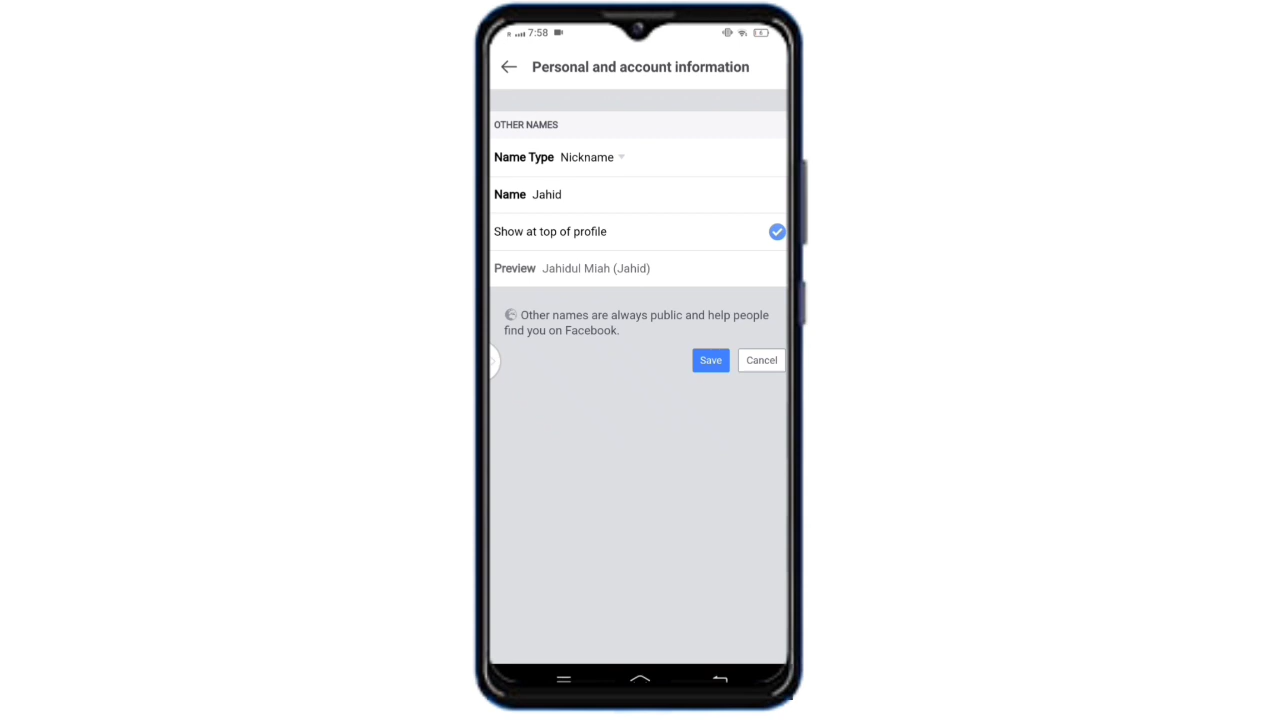 7:58
Personal and account information
OTHER NAMES
Name Type Nickname
Name Jahid
Show at top of profile
Preview Jahidul Miah (Jahid)
Other names are always public and help people
find you on Facebook.
Save Cancel